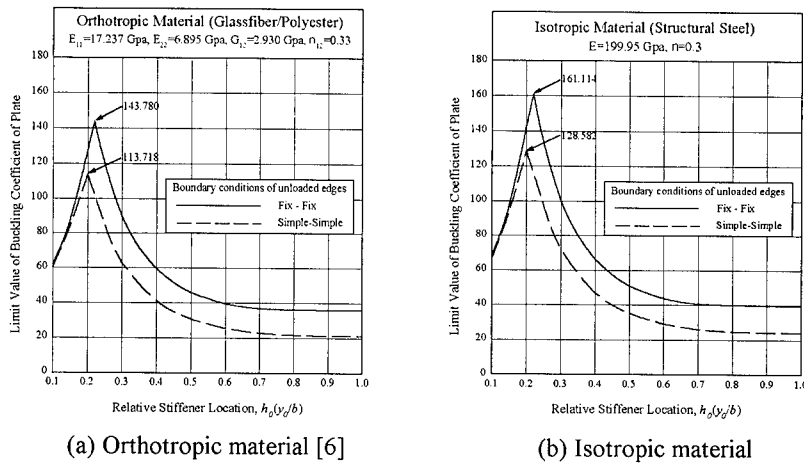 Orthotropic Material (Glassfiber/Polyester)
E11=17.237 Gpa, E22=6.895 Gpa, G12=2.930 Gpa, n12=0.33
180
160
140
120
100
80
60
40
20
0
Limit Value of Buckling Coefficient of Plate
143.780
113.718
Boundary conditions of unloaded edges
Fix - Fix
Simple-Simple
0.1 0.2 0.3 0.4 0.5 0.6 0.7 0.8 0.9 1.0
Relative Stiffener Location, h0(yd/b)
(a) Orthotropic material [6]
Isotropic Material (Structural Steel)
E=199.95 Gpa, n=0.3
180
160
140
120
100
80
60
40
20
0
Limit Value of Buckling Coefficient of Plate
161.114
128.582
Boundary conditions of unloaded edges
Fix - Fix
Simple-Simple
0.1 0.2 0.3 0.4 0.5 0.6 0.7 0.8 0.9 1.0
Relative Stiffener Location, h0(yd/b)
(b) Isotropic material